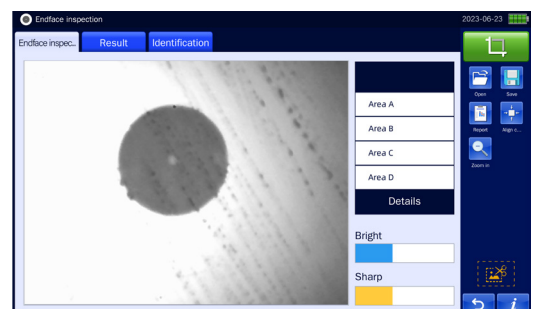 Endface inspection
2023-06-23
Endface inspec..
Result
Identification
Area A
Area B
Area C
Area D
Details
Bright
Sharp
Open
Save
Report
Align c...
Zoom in
i